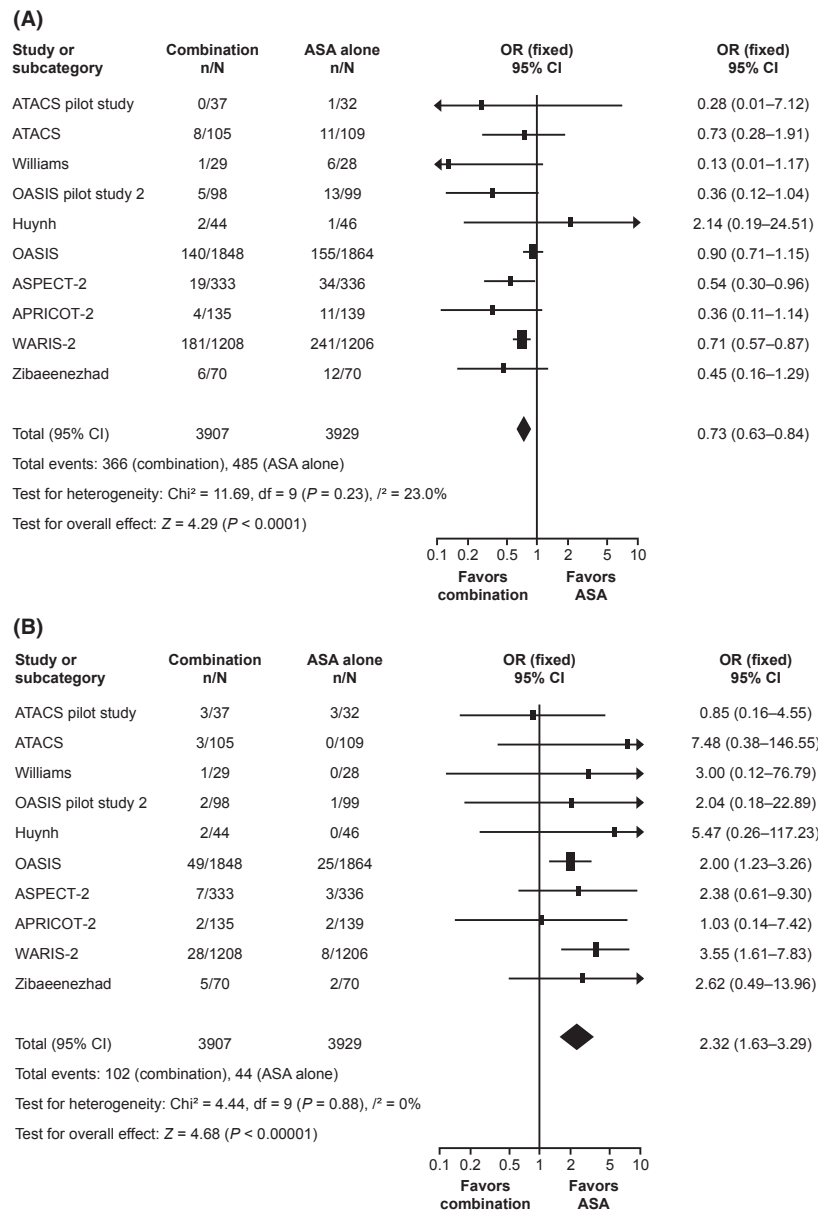 (A)
Study or subcategory Combination n/N ASA alone n/N OR (fixed) 95% CI OR (fixed) 95% CI
ATACS pilot study 0/37 1/32 0.28 (0.01–7.12)
ATACS 8/105 11/109 0.73 (0.28–1.91)
Williams 1/29 6/28 0.13 (0.01–1.17)
OASIS pilot study 2 5/98 13/99 0.36 (0.12–1.04)
Huynh 2/44 1/46 2.14 (0.19–24.51)
OASIS 140/1848 155/1864 0.90 (0.71–1.15)
ASPECT-2 19/333 34/336 0.54 (0.30–0.96)
APRICOT-2 4/135 11/139 0.36 (0.11–1.14)
WARIS-2 181/1208 241/1206 0.71 (0.57–0.87)
Zibaeenezhad 6/70 12/70 0.45 (0.16–1.29)
Total (95% CI) 3907 3929 0.73 (0.63–0.84)
Total events: 366 (combination), 485 (ASA alone)
Test for heterogeneity: Chi² = 11.69, df = 9 (P = 0.23), I² = 23.0%
Test for overall effect: Z = 4.29 (P < 0.0001)
0.1 0.2 0.5 1 2 5 10
Favors combination Favors ASA
(B)
Study or subcategory Combination n/N ASA alone n/N OR (fixed) 95% CI OR (fixed) 95% CI
ATACS pilot study 3/37 3/32 0.85 (0.16–4.55)
ATACS 3/105 0/109 7.48 (0.38–146.55)
Williams 1/29 0/28 3.00 (0.12–76.79)
OASIS pilot study 2 2/98 1/99 2.04 (0.18–22.89)
Huynh 2/44 0/46 5.47 (0.26–117.23)
OASIS 49/1848 25/1864 2.00 (1.23–3.26)
ASPECT-2 7/333 3/336 2.38 (0.61–9.30)
APRICOT-2 2/135 2/139 1.03 (0.14–7.42)
WARIS-2 28/1208 8/1206 3.55 (1.61–7.83)
Zibaeenezhad 5/70 2/70 2.62 (0.49–13.96)
Total (95% CI) 3907 3929 2.32 (1.63–3.29)
Total events: 102 (combination), 44 (ASA alone)
Test for heterogeneity: Chi² = 4.44, df = 9 (P = 0.88), I² = 0%
Test for overall effect: Z = 4.68 (P < 0.00001)
0.1 0.2 0.5 1 2 5 10
Favors combination Favors ASA